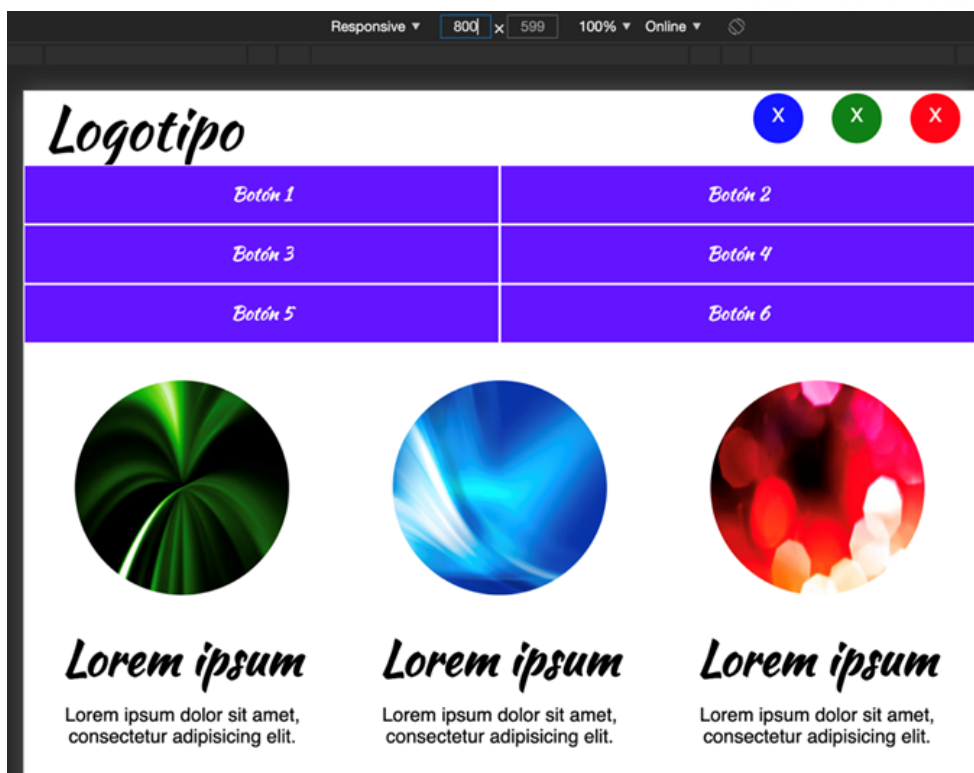 Responsive ▼ 800 × 599 100% ▼ Online ▼
Logotipo X X X
Botón 1 Botón 2
Botón 3 Botón 4
Botón 5 Botón 6
Lorem ipsum Lorem ipsum Lorem ipsum
Lorem ipsum dolor sit amet, Lorem ipsum dolor sit amet, Lorem ipsum dolor sit amet,
consectetur adipisicing elit. consectetur adipisicing elit. consectetur adipisicing elit.